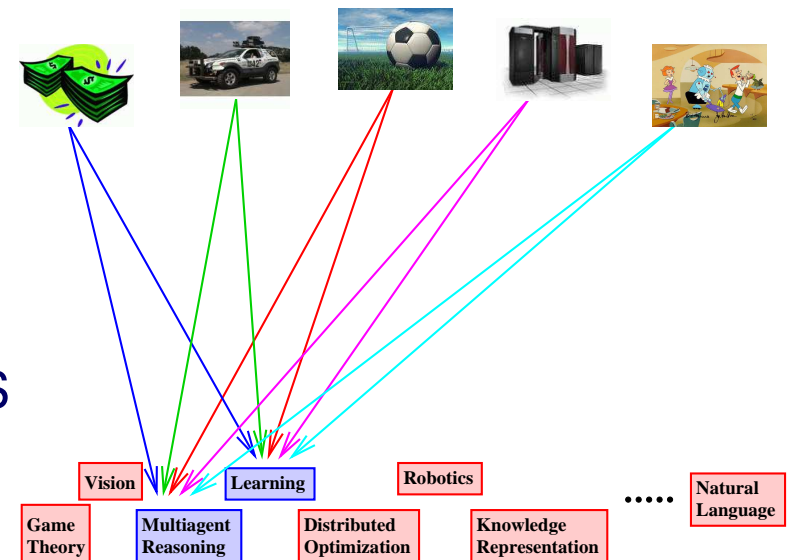 S
Vision
Learning
Robotics
.....
Natural
Language
Game
Theory
Multiagent
Reasoning
Distributed
Optimization
Knowledge
Representation